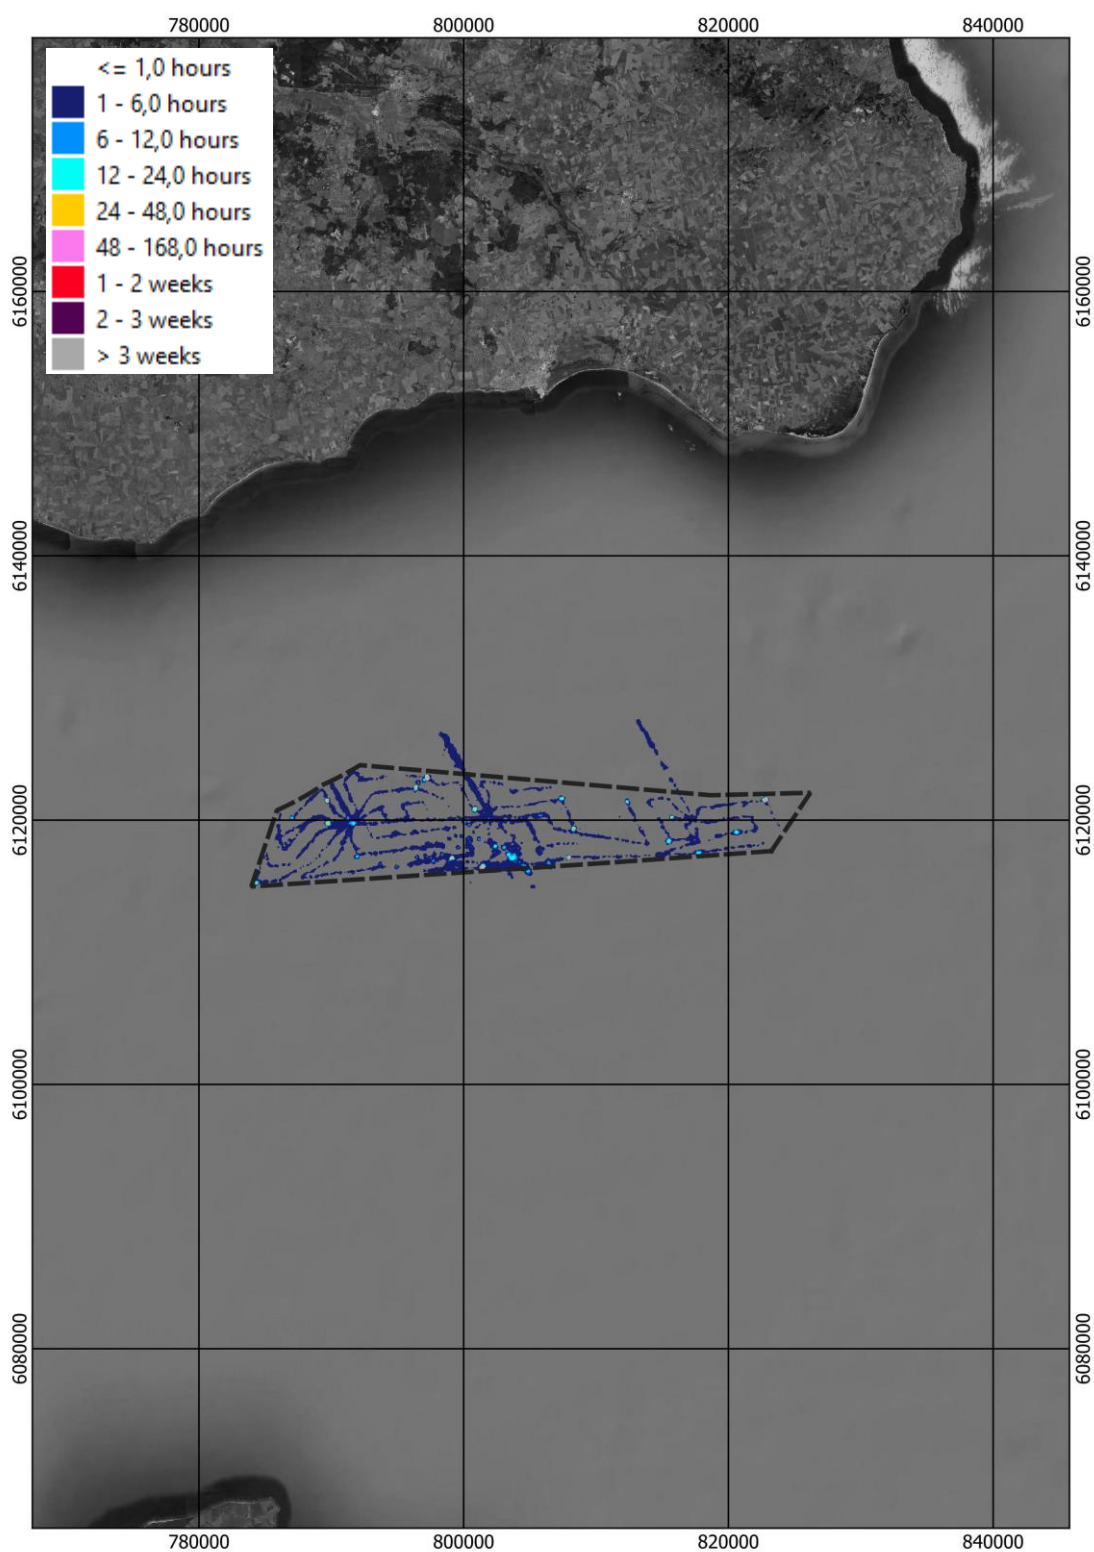 780000 800000 820000 840000
<= 1,0 hours
1 - 6,0 hours
6 - 12,0 hours
12 - 24,0 hours
24 - 48,0 hours
48 - 168,0 hours
1 - 2 weeks
2 - 3 weeks
> 3 weeks
6160000 6160000
6140000 6140000
6120000 6120000
6100000 6100000
6080000 6080000
780000 800000 820000 840000